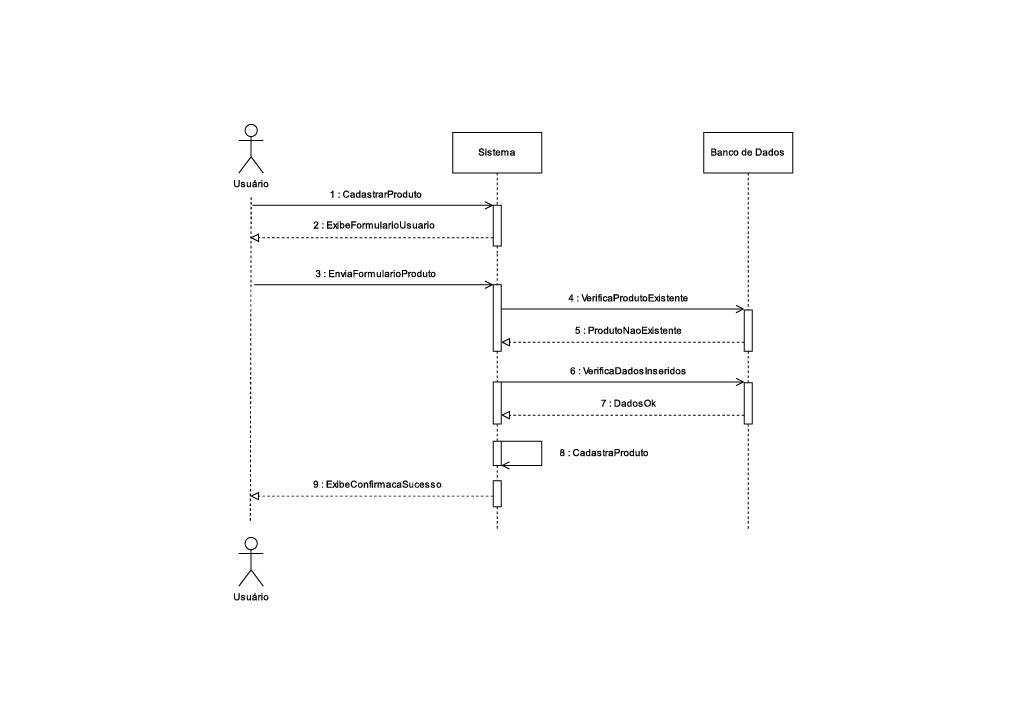 Sistema
Banco de Dados
Usuário
1 : CadastrarProduto
2 : ExibeFormularioUsuario
3 : EnviaFormularioProduto
4 : VerificaProdutoExistente
5 : ProdutoNaoExistente
6 : VerificaDadosInseridos
7 : DadosOk
8 : CadastraProduto
9 : ExibeConfirmacaSucesso
Usuário